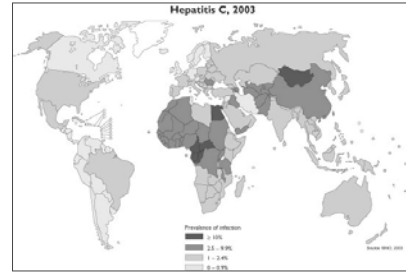 Hepatitis C, 2003
Prevalence of infection
≥ 10%
2.5 – 9.9%
1 – 2.4%
0 – 0.9%
Source: WHO, 2003